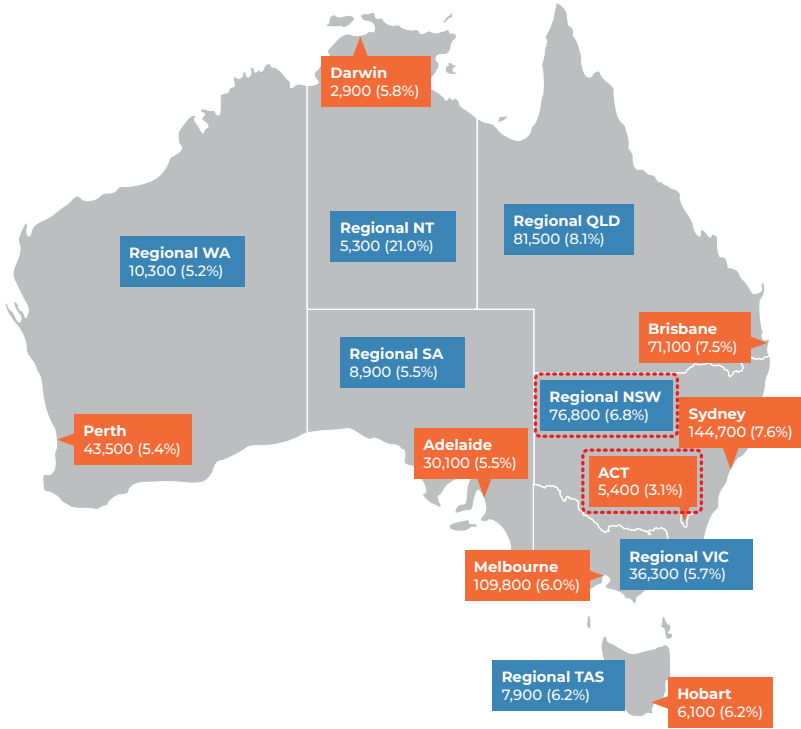 Darwin
2,900 (5.8%)
Regional NT
5,300 (21.0%)
Regional QLD
81,500 (8.1%)
Regional WA
10,300 (5.2%)
Brisbane
71,100 (7.5%)
Regional SA
8,900 (5.5%)
Regional NSW
76,800 (6.8%)
Sydney
144,700 (7.6%)
Perth
43,500 (5.4%)
Adelaide
30,100 (5.5%)
ACT
5,400 (3.1%)
Regional VIC
36,300 (5.7%)
Melbourne
109,800 (6.0%)
Regional TAS
7,900 (6.2%)
Hobart
6,100 (6.2%)